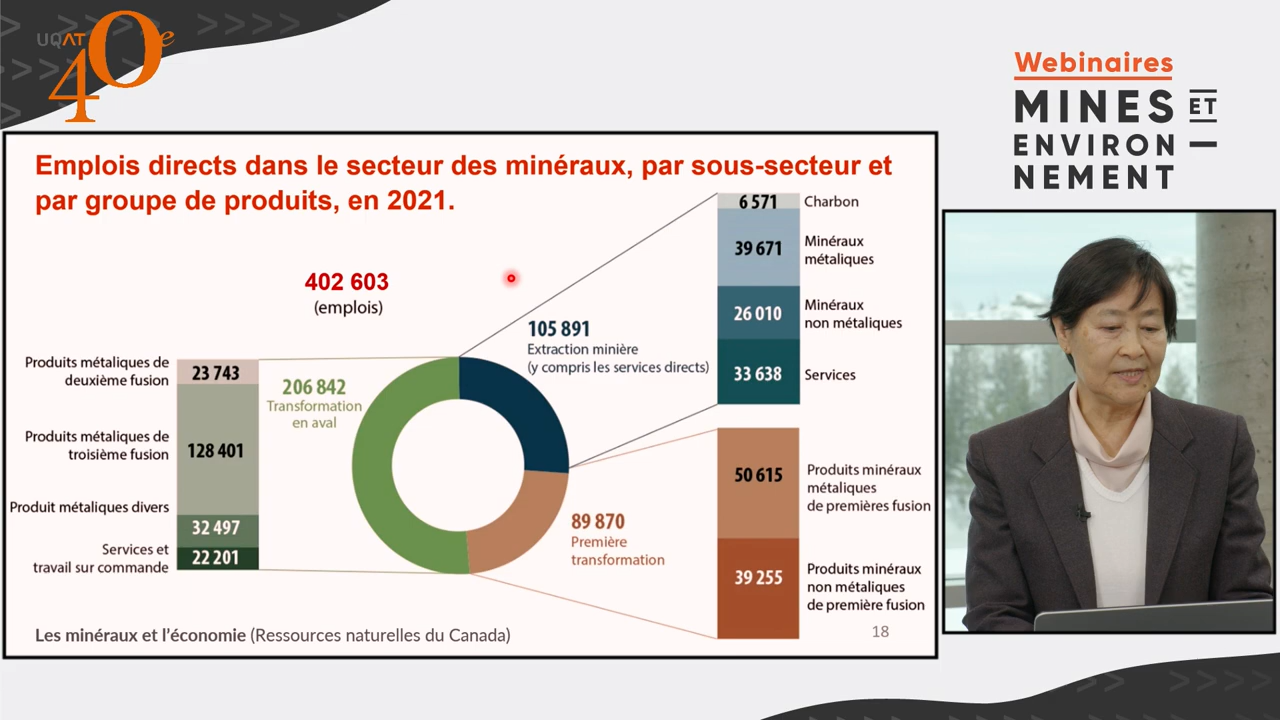 UQAT
40e
Webinaires
MINES ET
ENVIRON
NEMENT
Emplois directs dans le secteur des minéraux, par sous-secteur et
par groupe de produits, en 2021.
402 603
(emplois)
6 571
Charbon
39 671
Minéraux
métaliques
26 010
Minéraux
non métaliques
33 638
Services
105 891
Extraction minière
(y compris les services directs)
206 842
Transformation
en aval
Produits métaliques de
deuxième fusion
23 743
Produits métaliques de
troisième fusion
128 401
Produit métaliques divers
32 497
Services et
travail sur commande
22 201
89 870
Première
transformation
50 615
Produits minéraux
métaliques
de premières fusion
39 255
Produits minéraux
non métaliques
de première fusion
Les minéraux et l'économie (Ressources naturelles du Canada)
18